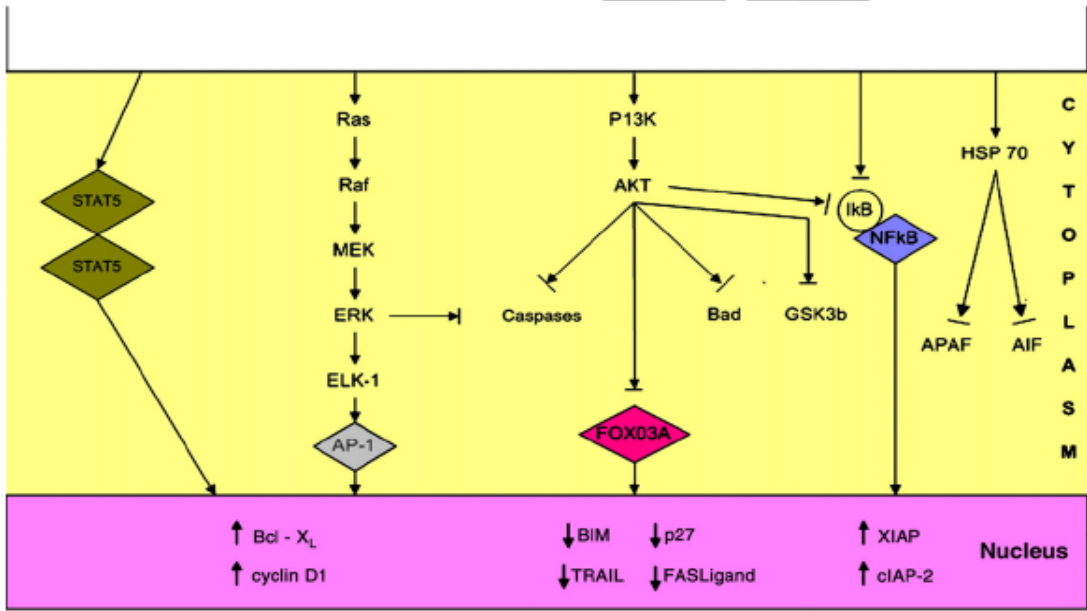 Ras
P13K
HSP 70
Raf
AKT
STAT5
IkB
NFkB
MEK
STAT5
ERK
Caspases
Bad
GSK3b
APAF
AIF
ELK-1
AP-1
FOX03A
CYTOPLASM
Bcl - XL
BIM
p27
XIAP
Nucleus
cyclin D1
TRAIL
FASLigand
cIAP-2